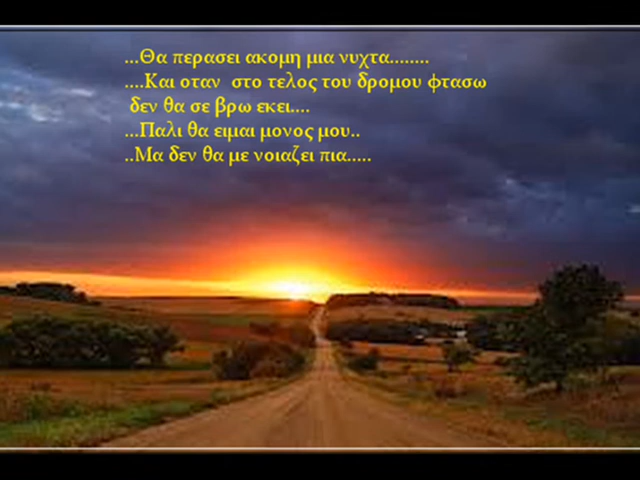 ...Θα περασει ακομη μια νυχτα........
....Και οταν  στο τελος του δρομου φτασω
δεν θα σε βρω εκει....
...Παλι θα ειμαι μονος μου..
..Μα δεν θα με νοιαζει πια.....